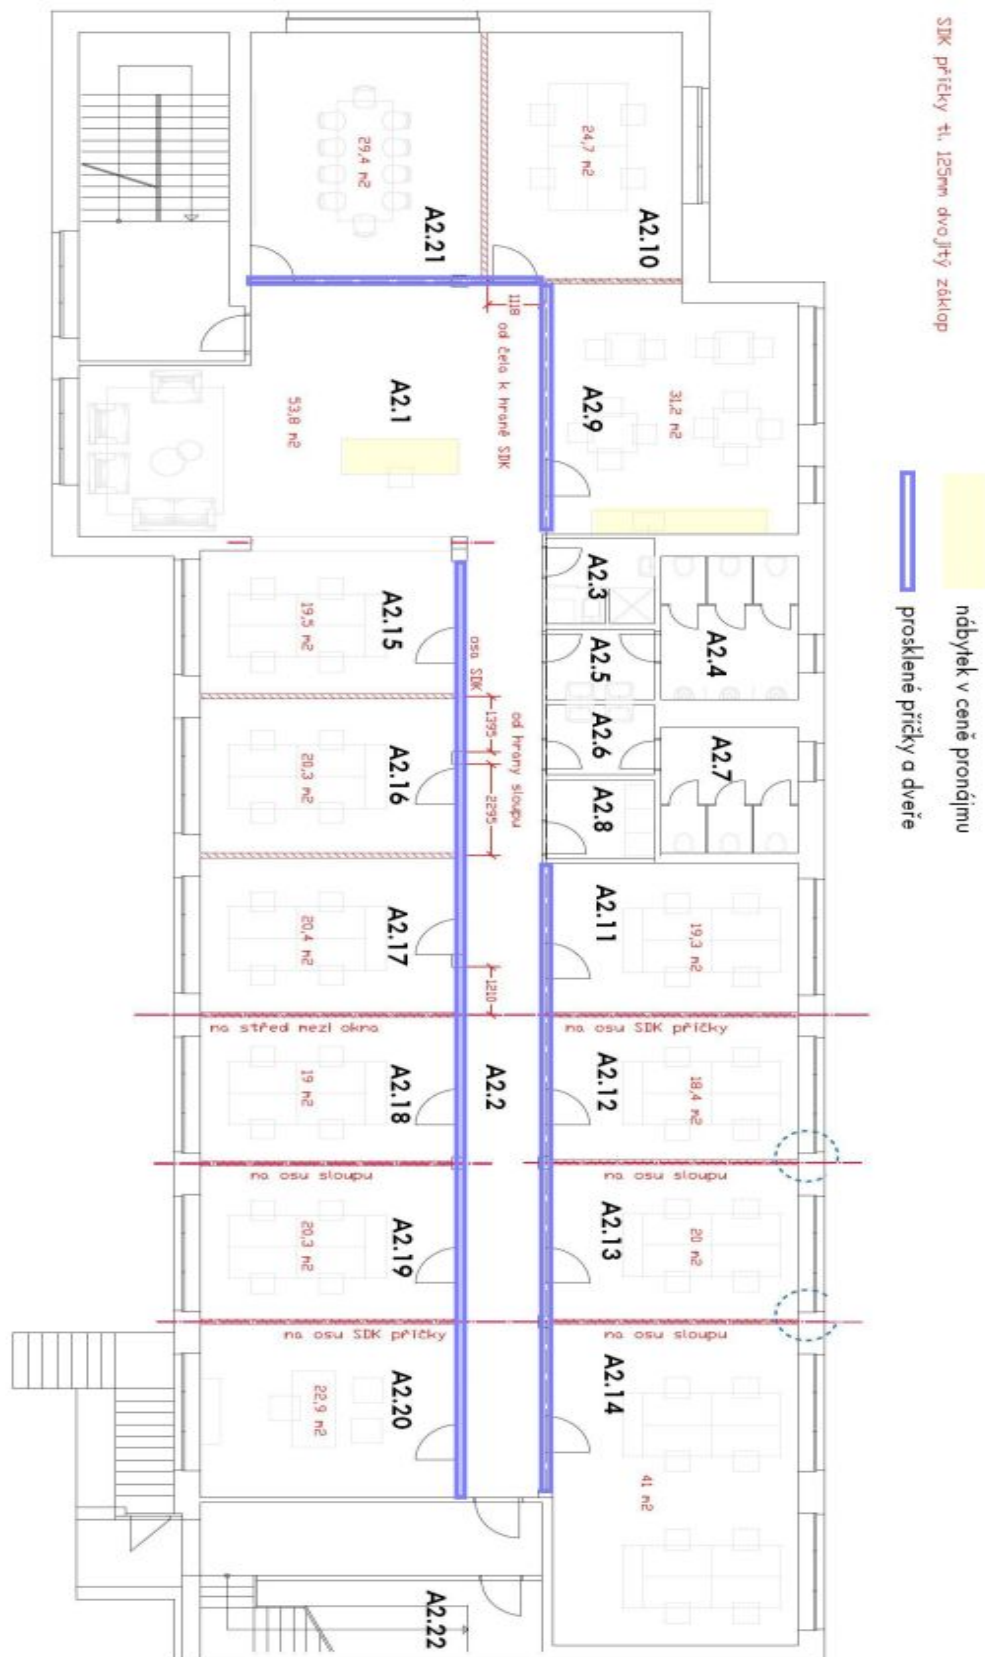 SDK příčky tl. 125mm dvojitý záklop
nábytek v ceně pronájmu
prosklené příčky a dveře
A2.10
24,7 m2
A2.21
29,4 m2
1118
od čela k hraně SDK
A2.9
31,2 m2
A2.1
53,8 m2
A2.3
A2.4
A2.5
A2.6
A2.7
A2.8
A2.15
19,5 m2
osa SDK
1395
od hrany sloupu
2295
A2.16
20,3 m2
A2.17
20,4 m2
1210
A2.11
19,3 m2
na střed mezi okna
na osu SDK příčky
A2.2
A2.18
19 m2
A2.12
18,4 m2
na osu sloupu
na osu sloupu
A2.19
20,3 m2
A2.13
20 m2
na osu SDK příčky
na osu sloupu
A2.20
22,9 m2
A2.14
41 m2
A2.22